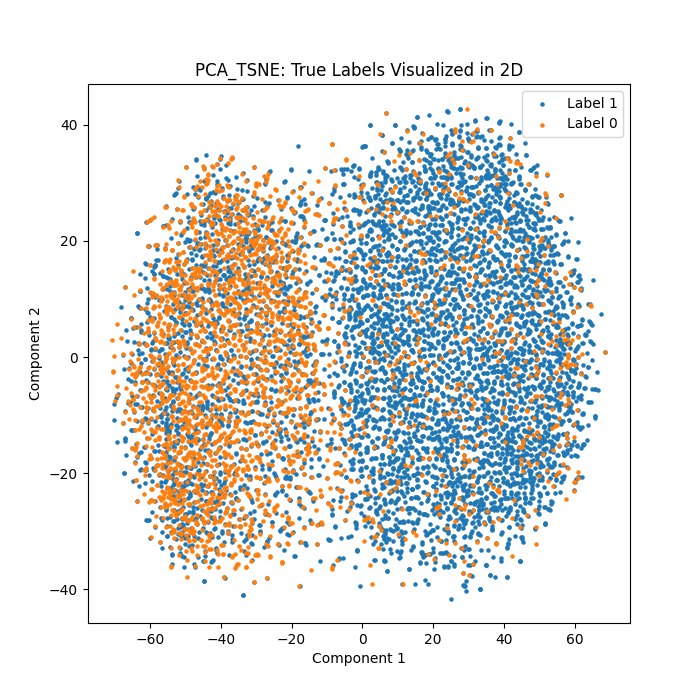 PCA_TSNE: True Labels Visualized in 2D
Label 1
Label 0
40
20
0
−20
−40
Component 2
−60
−40
−20
0
20
40
60
Component 1